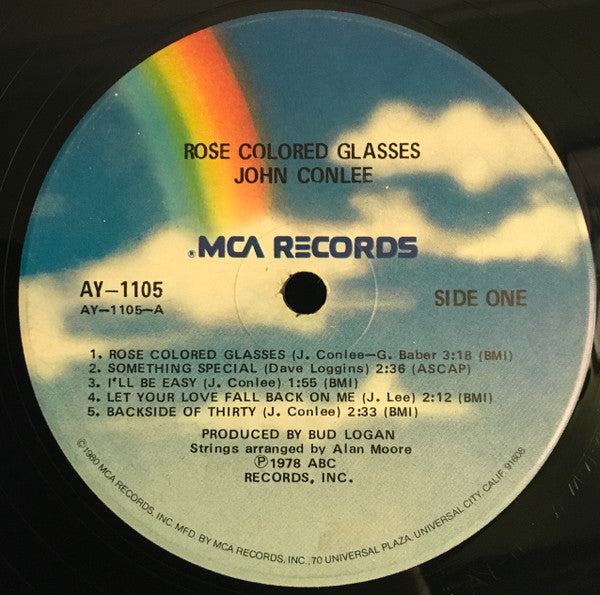 ROSE COLORED GLASSES
JOHN CONLEE
®MCA RECORDS
AY-1105
AY-1105-A
SIDE ONE
1. ROSE COLORED GLASSES (J. Conlee-G. Baber 3:18 (BMI)
2. SOMETHING SPECIAL (Dave Loggins) 2:36 (ASCAP)
3. I'LL BE EASY (J. Conlee) 1:55 (BMI)
4. LET YOUR LOVE FALL BACK ON ME (J. Lee) 2:12 (BMI)
5. BACKSIDE OF THIRTY (J. Conlee) 2:33 (BMI)
PRODUCED BY BUD LOGAN
Strings arranged by Alan Moore
℗1978 ABC
RECORDS, INC.
©1980 MCA RECORDS, INC. MFD. BY MCA RECORDS, INC., 70 UNIVERSAL PLAZA, UNIVERSAL CITY, CALIF. 91608